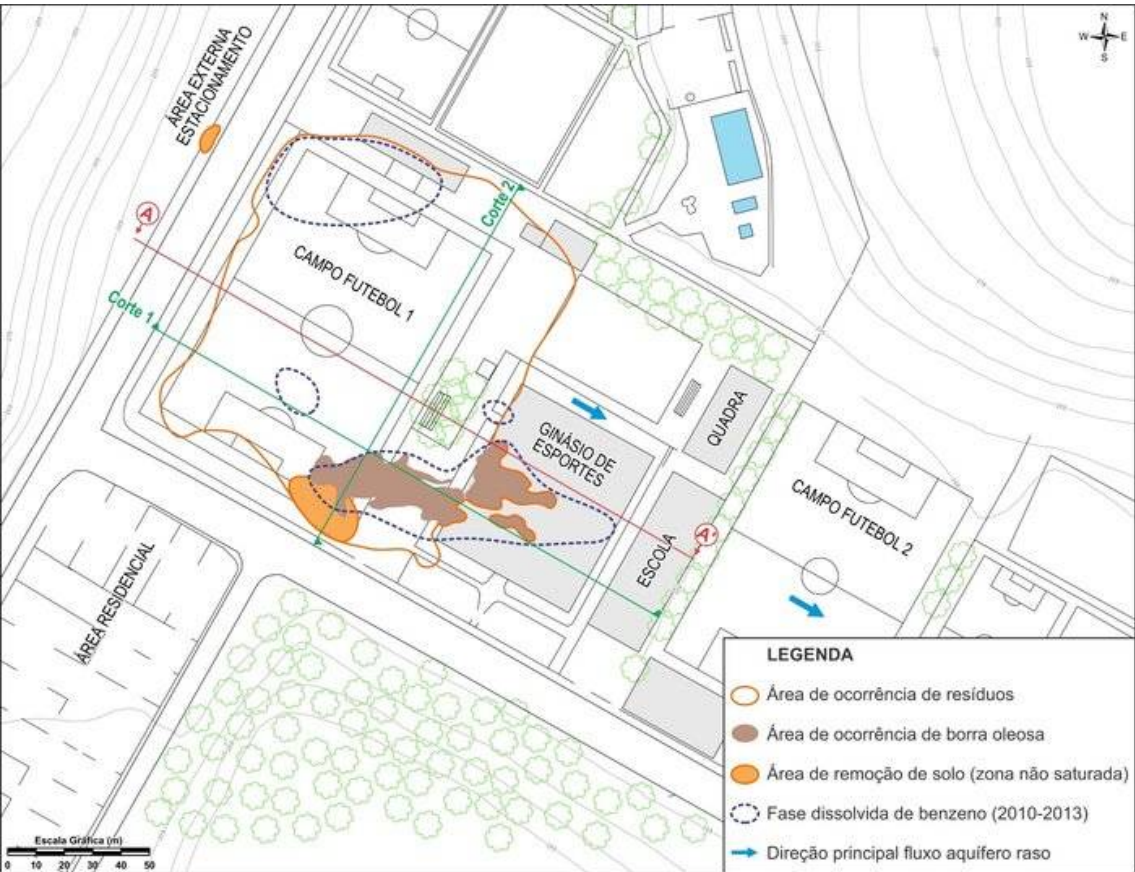 N
W E
S
ÁREA EXTERNA
ESTACIONAMENTO
A
Corte 2
CAMPO FUTEBOL 1
Corte 1
GINÁSIO DE
ESPORTES
QUADRA
CAMPO FUTEBOL 2
A'
ESCOLA
ÁREA RESIDENCIAL
LEGENDA
Área de ocorrência de resíduos
Área de ocorrência de borra oleosa
Área de remoção de solo (zona não saturada)
Fase dissolvida de benzeno (2010-2013)
Direção principal fluxo aquífero raso
Escala Gráfica (m)
0 10 20 30 40 50